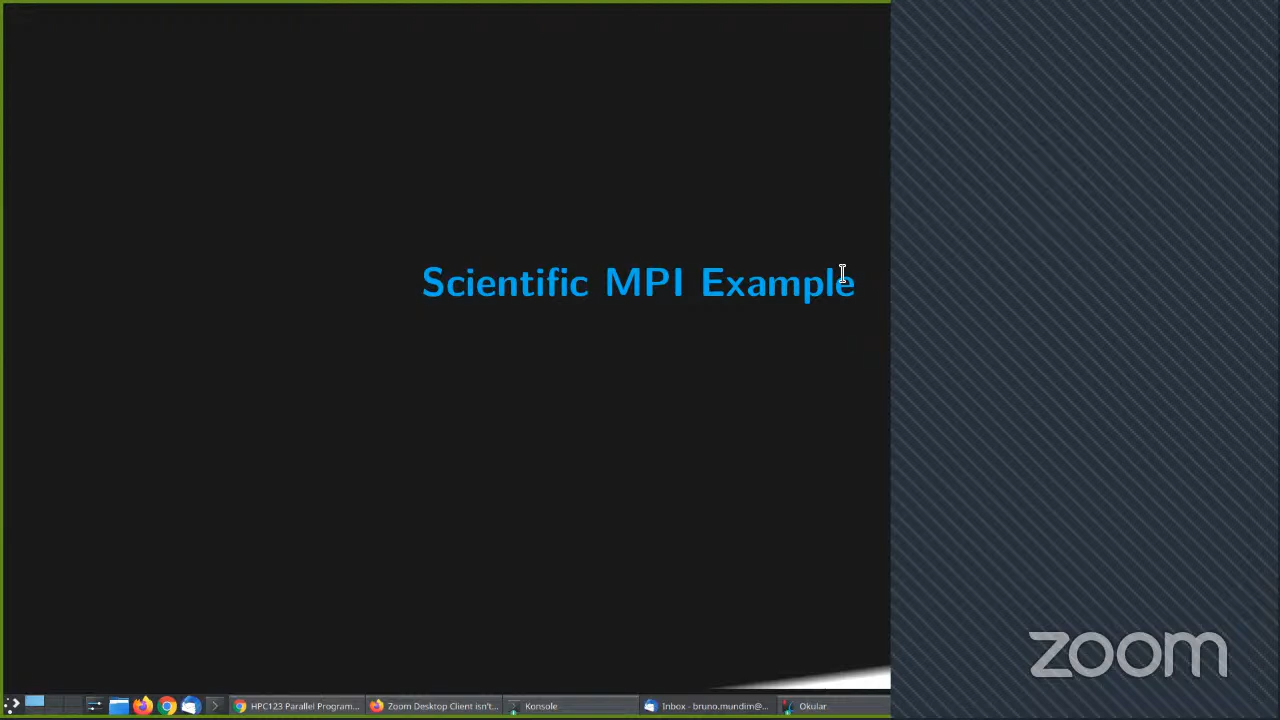 Scientific MPI Example
zoom
HPC123 Parallel Program...
Zoom Desktop Client isn't...
Konsole
Inbox - bruno.mundim@...
Okular